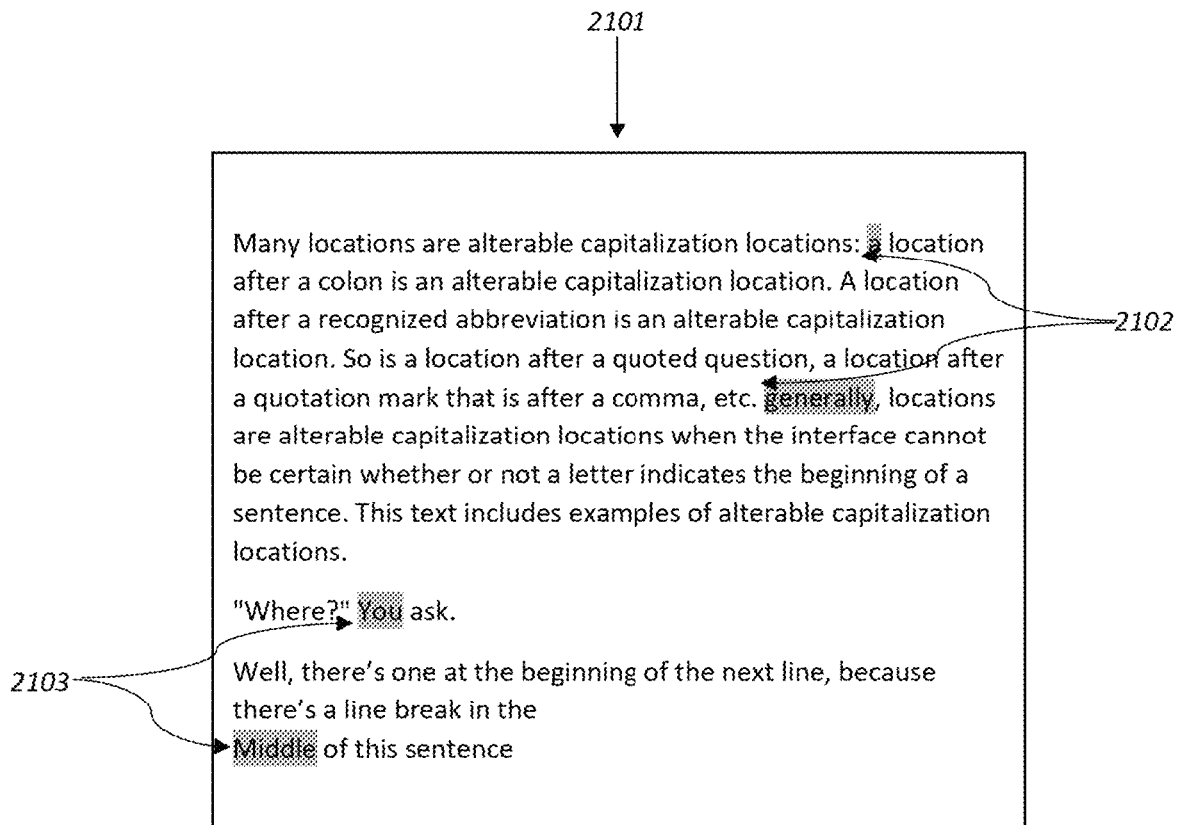 2101
Many locations are alterable capitalization locations: a location
after a colon is an alterable capitalization location. A location
after a recognized abbreviation is an alterable capitalization
location. So is a location after a quoted question, a location after
2102
a quotation mark that is after a comma, etc. generally, locations
are alterable capitalization locations when the interface cannot
be certain whether or not a letter indicates the beginning of a
sentence. This text includes examples of alterable capitalization
locations.
"Where?" You ask.
2103
Well, there's one at the beginning of the next line, because
there's a line break in the
Middle of this sentence